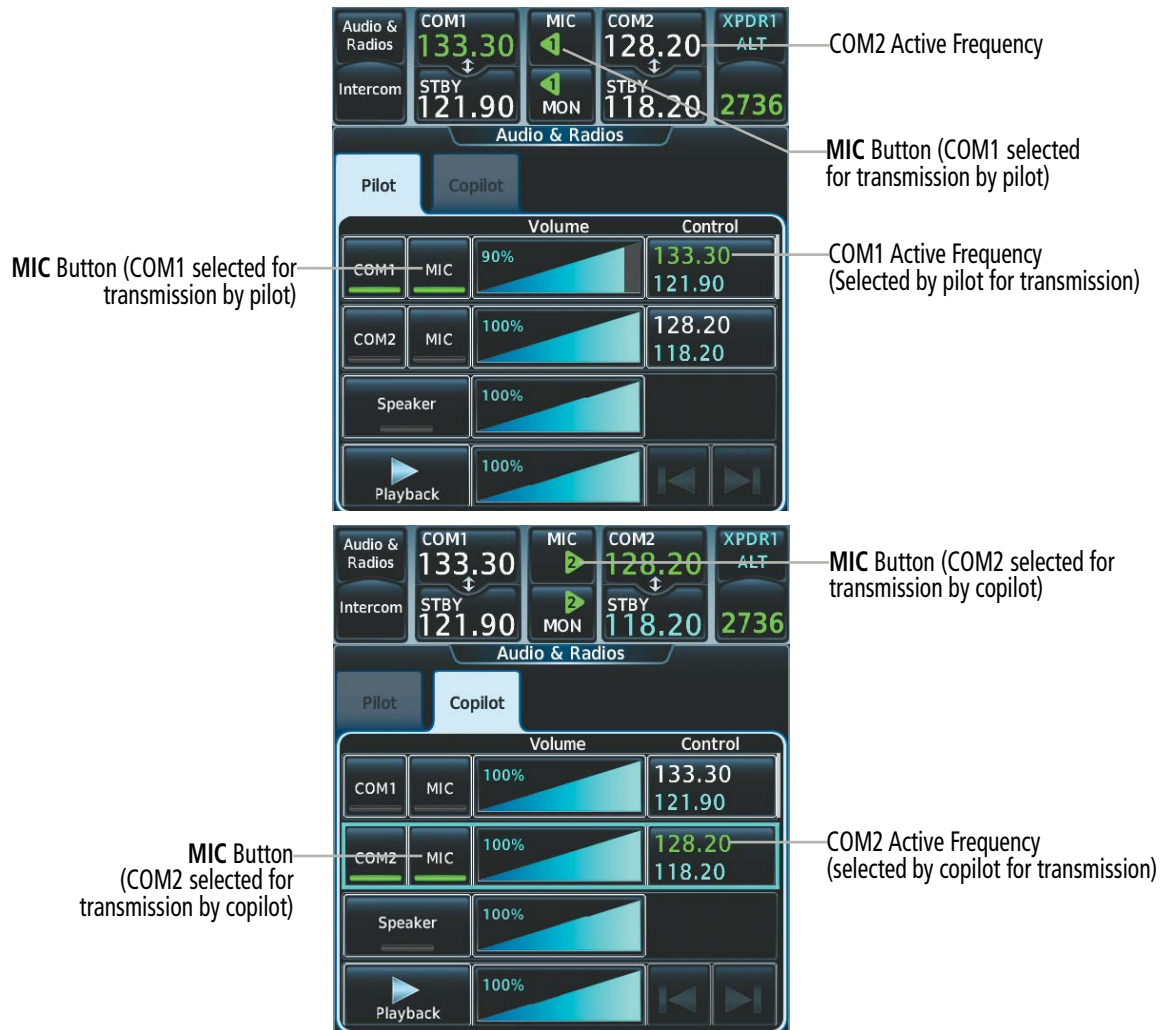 Audio & Radios
COM1
133.30
MIC
1
COM2
128.20
XPDR1
ALT
COM2 Active Frequency
Intercom
STBY
121.90
1
MON
STBY
118.20
2736
Audio & Radios
MIC Button (COM1 selected
for transmission by pilot)
Pilot
Copilot
Volume
Control
MIC Button (COM1 selected for
transmission by pilot)
COM1
MIC
90%
133.30
121.90
COM1 Active Frequency
(Selected by pilot for transmission)
COM2
MIC
100%
128.20
118.20
Speaker
100%
Playback
100%
Audio & Radios
COM1
133.30
MIC
2
COM2
128.20
XPDR1
ALT
MIC Button (COM2 selected for
transmission by copilot)
Intercom
STBY
121.90
2
MON
STBY
118.20
2736
Audio & Radios
Pilot
Copilot
Volume
Control
COM1
MIC
100%
133.30
121.90
MIC Button
(COM2 selected for
transmission by copilot)
COM2
MIC
100%
128.20
118.20
COM2 Active Frequency
(selected by copilot for transmission)
Speaker
100%
Playback
100%